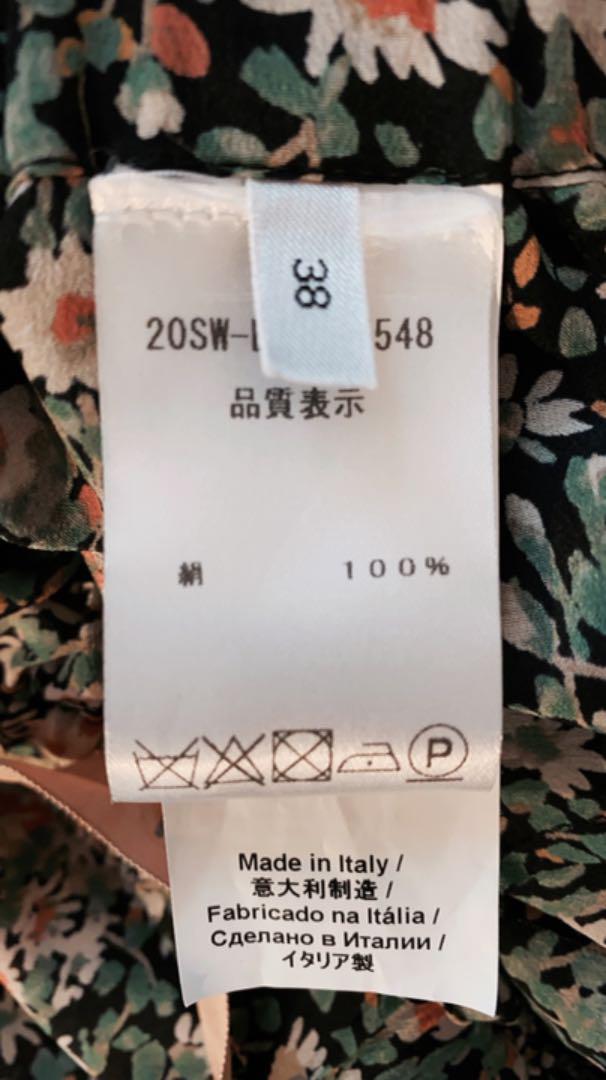 38
20SW-L 548
品質表示
絹 100%
P
Made in Italy /
意大利制造 /
Fabricado na Itália /
Сделано в Италии /
イタリア製